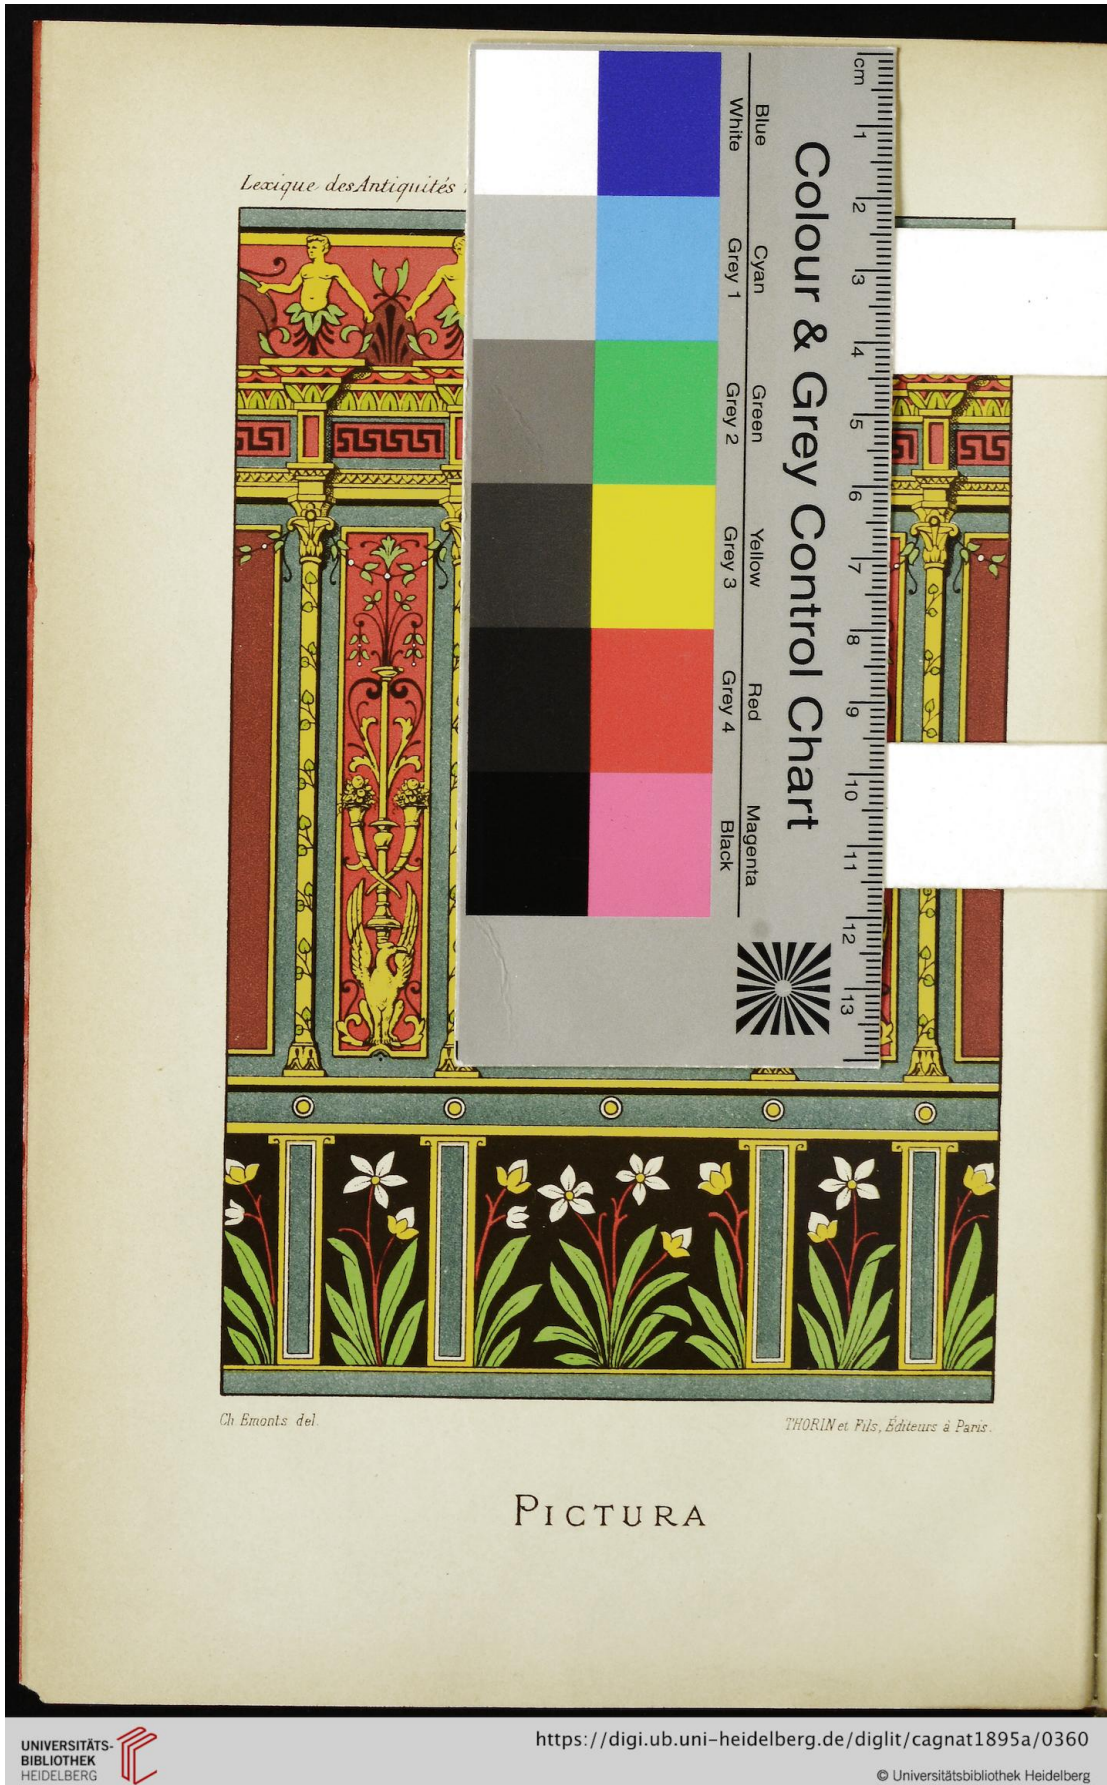 Lexique des Antiquités
Colour & Grey Control Chart
Blue
Cyan
Green
Yellow
Red
Magenta
White
Grey 1
Grey 2
Grey 3
Grey 4
Black
cm
1
2
3
4
5
6
7
8
9
10
11
12
13
Ch Emonts del.
THORIN et Fils, Éditeurs à Paris.
PICTURA
UNIVERSITÄTS-
BIBLIOTHEK
HEIDELBERG
https://digi.ub.uni-heidelberg.de/diglit/cagnat1895a/0360
© Universitätsbibliothek Heidelberg